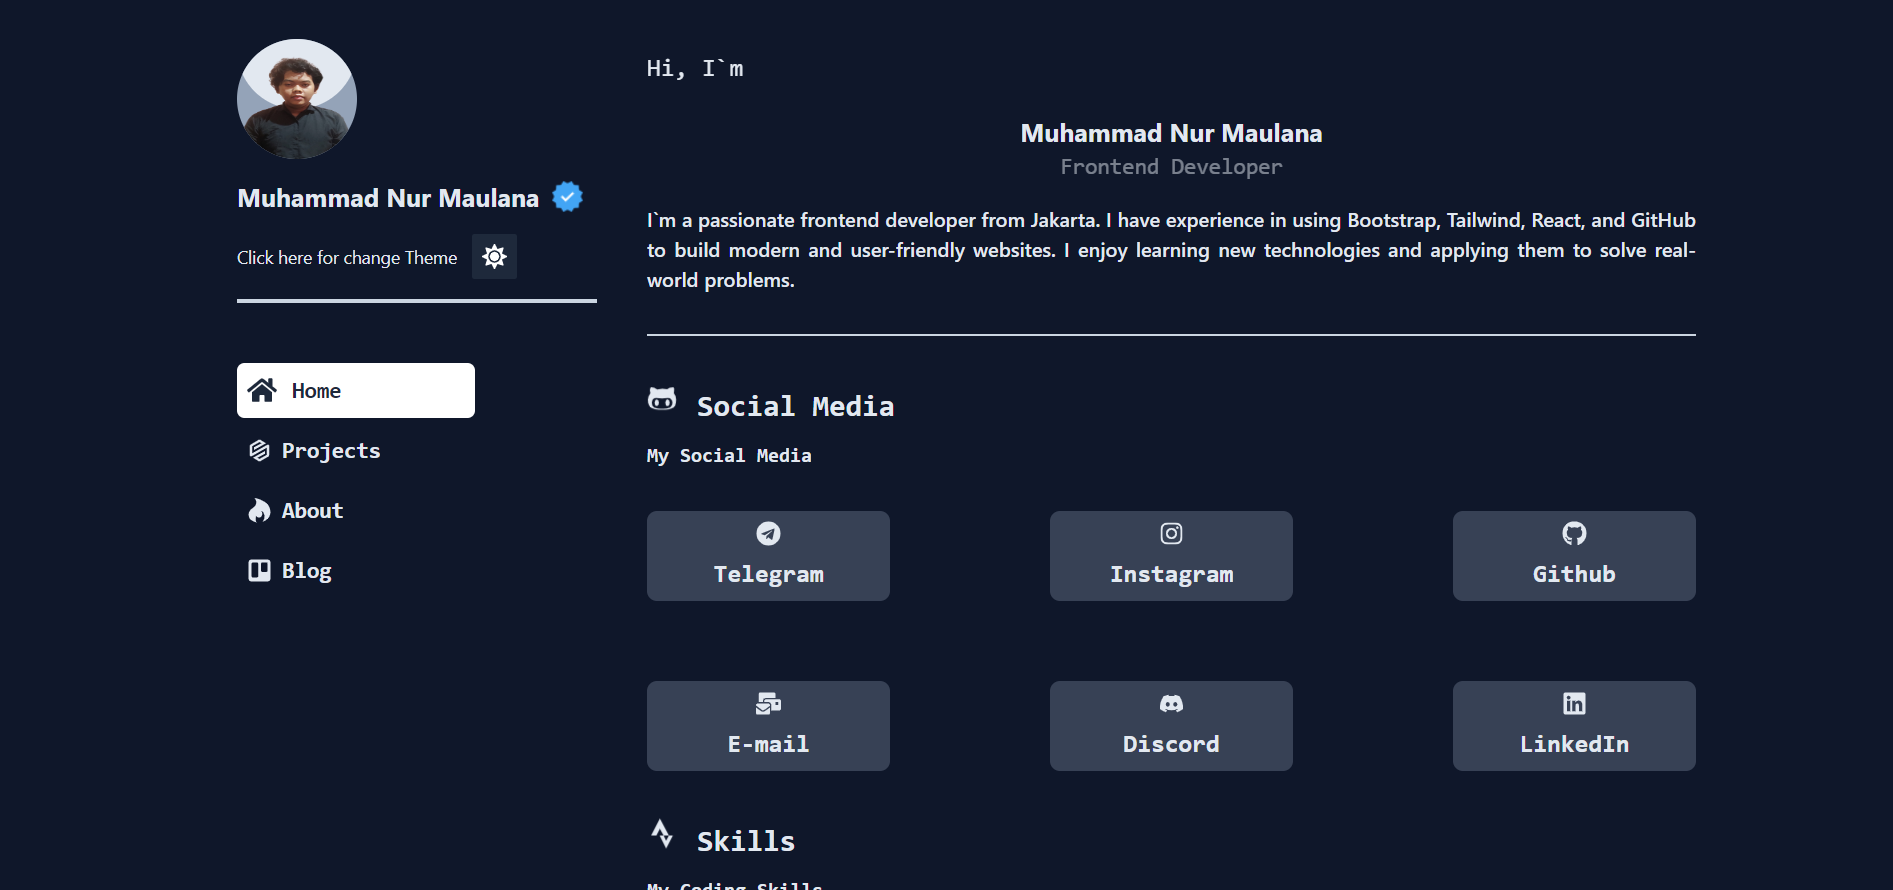 Muhammad Nur Maulana
Click here for change Theme
Home
Projects
About
Blog
Hi, I`m
Muhammad Nur Maulana
Frontend Developer
I`m a passionate frontend developer from Jakarta. I have experience in using Bootstrap, Tailwind, React, and GitHub
to build modern and user-friendly websites. I enjoy learning new technologies and applying them to solve real-
world problems.
Social Media
My Social Media
Telegram
Instagram
Github
E-mail
Discord
LinkedIn
Skills
My Coding Skills